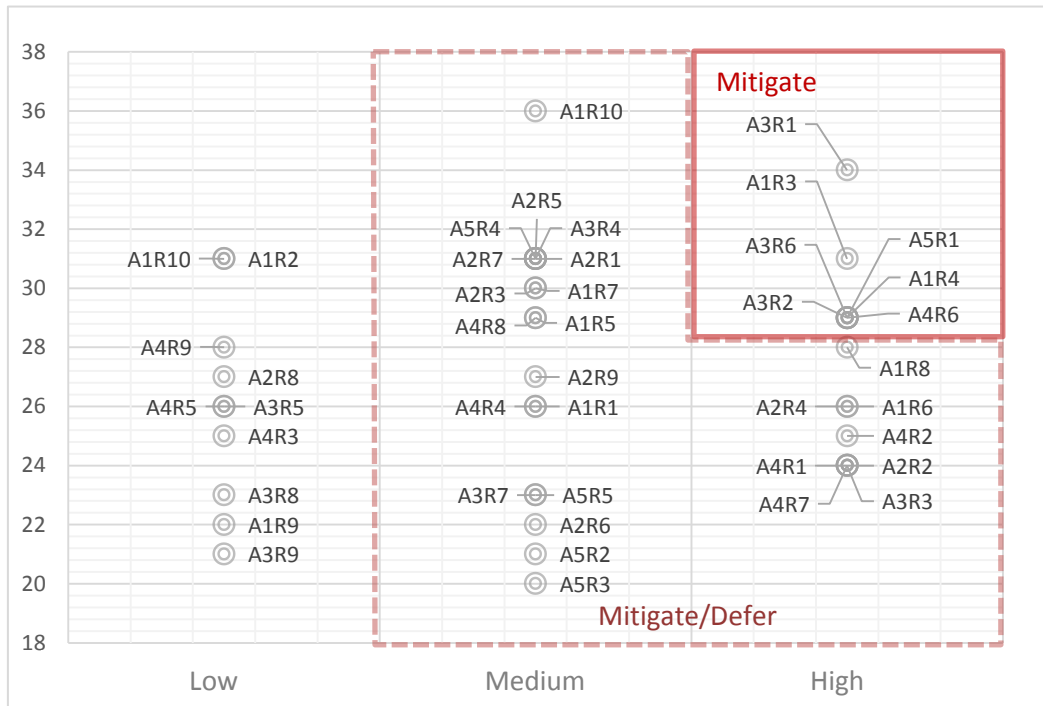 38
Mitigate
36
A1R10
A3R1
34
A1R3
A2R5
32
A5R4 A3R4
A5R1
A3R6
A1R10 A1R2
A2R7 A2R1
A1R4
30
A2R3 A1R7
A3R2
A4R6
A4R8 A1R5
28
A4R9
A1R8
A2R8
A2R9
26
A4R5 A3R5
A4R4 A1R1
A2R4 A1R6
A4R3
A4R2
24
A4R1 A2R2
A3R8
A3R7 A5R5
A4R7 A3R3
22
A1R9
A2R6
A3R9
A5R2
20
A5R3
Mitigate/Defer
18
Low Medium High